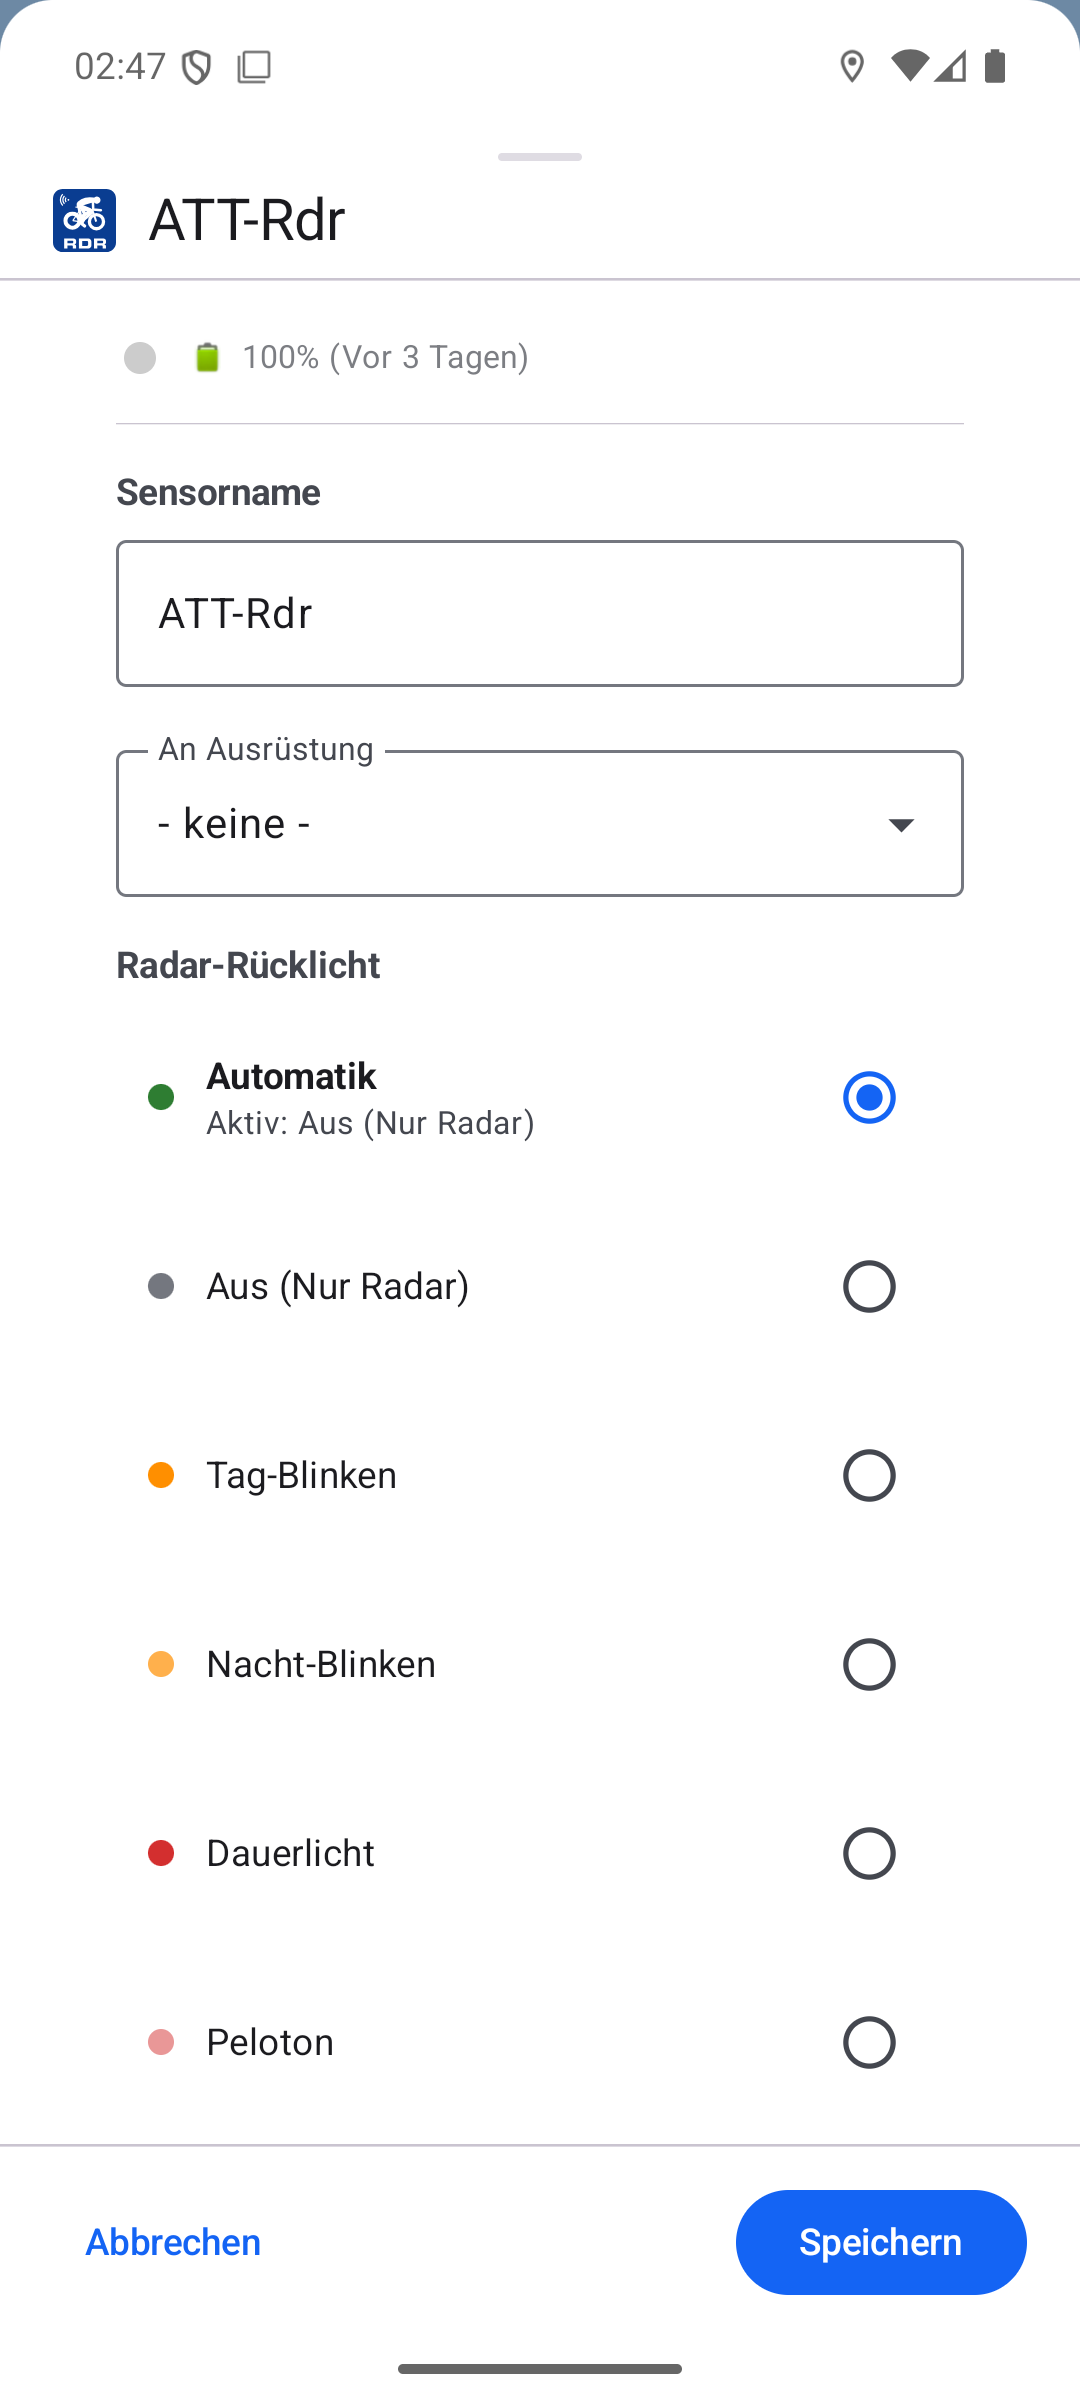 02:47
RDR
ATT-Rdr
100% (Vor 3 Tagen)
Sensorname
ATT-Rdr
An Ausrüstung
- keine -
Radar-Rücklicht
Automatik
Aktiv: Aus (Nur Radar)
Aus (Nur Radar)
Tag-Blinken
Nacht-Blinken
Dauerlicht
Peloton
Abbrechen
Speichern